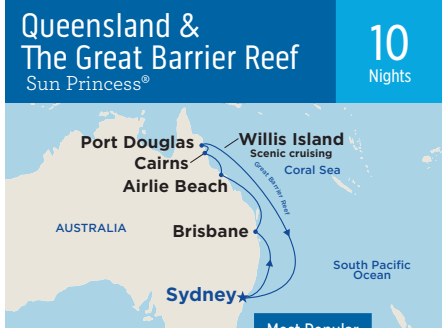 Queensland &
The Great Barrier Reef
Sun Princess®
10
Nights
Port Douglas
Willis Island
Scenic cruising
Cairns
Great Barrier Reef
Coral Sea
Airlie Beach
AUSTRALIA
Brisbane
South Pacific
Ocean
Sydney
Most Popular